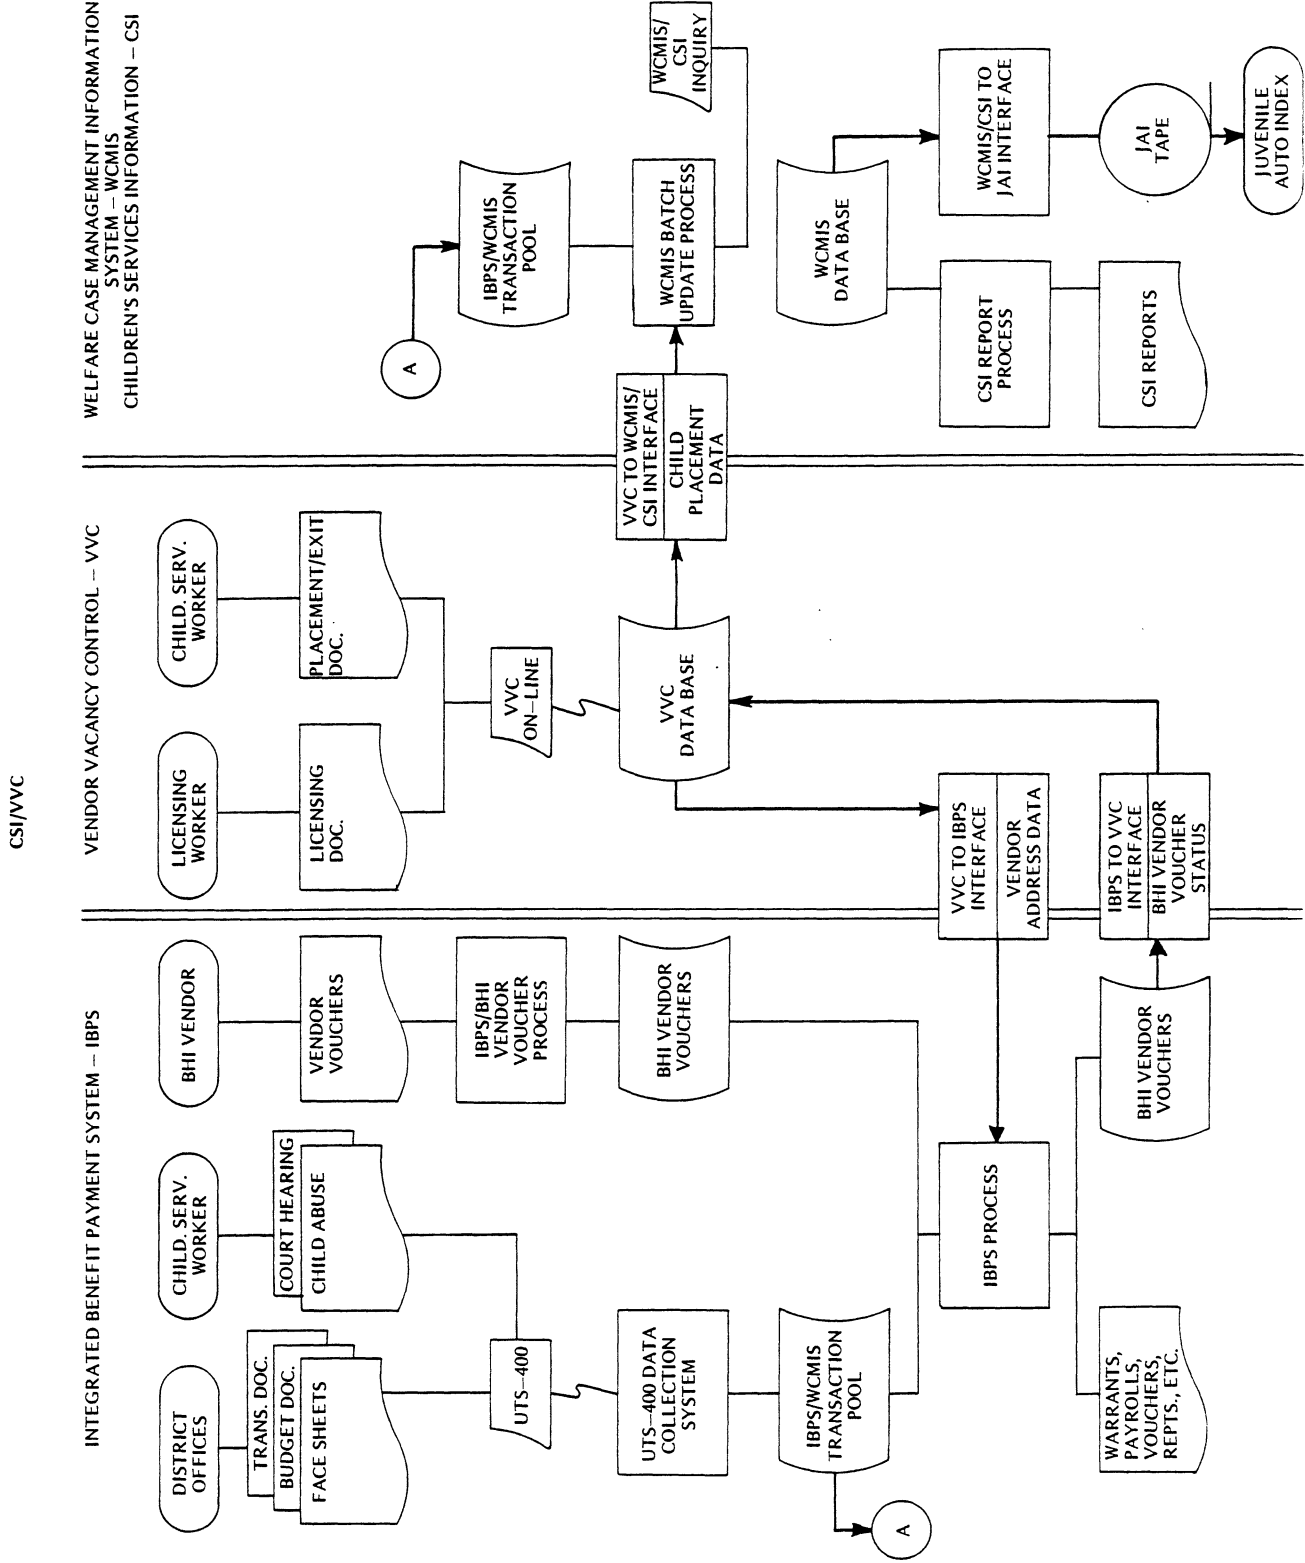 CSI/VVC
INTEGRATED BENEFIT PAYMENT SYSTEM – IBPS
DISTRICT
OFFICES
TRANS. DOC.
BUDGET DOC.
FACE SHEETS
CHILD. SERV.
WORKER
COURT HEARING
CHILD ABUSE
BHI VENDOR
VENDOR
VOUCHERS
IBPS/BHI
VENDOR
VOUCHER
PROCESS
BHI VENDOR
VOUCHERS
UTS–400
UTS–400 DATA
COLLECTION
SYSTEM
IBPS/WCMIS
TRANSACTION
POOL
A
IBPS PROCESS
WARRANTS,
PAYROLLS,
VOUCHERS,
REPTS., ETC.
BHI VENDOR
VOUCHERS
VENDOR VACANCY CONTROL – VVC
LICENSING
WORKER
LICENSING
DOC.
CHILD. SERV.
WORKER
PLACEMENT/EXIT
DOC.
VVC
ON–LINE
VVC
DATA BASE
VVC TO IBPS
INTERFACE
VENDOR
ADDRESS DATA
IBPS TO VVC
INTERFACE
BHI VENDOR
VOUCHER
STATUS
VVC TO WCMIS/
CSI INTERFACE
CHILD
PLACEMENT
DATA
WELFARE CASE MANAGEMENT INFORMATION
SYSTEM – WCMIS
CHILDREN'S SERVICES INFORMATION – CSI
A
IBPS/WCMIS
TRANSACTION
POOL
WCMIS BATCH
UPDATE PROCESS
WCMIS/
CSI
INQUIRY
WCMIS
DATA BASE
CSI REPORT
PROCESS
CSI REPORTS
WCMIS/CSI TO
JAI INTERFACE
JAI
TAPE
JUVENILE
AUTO INDEX